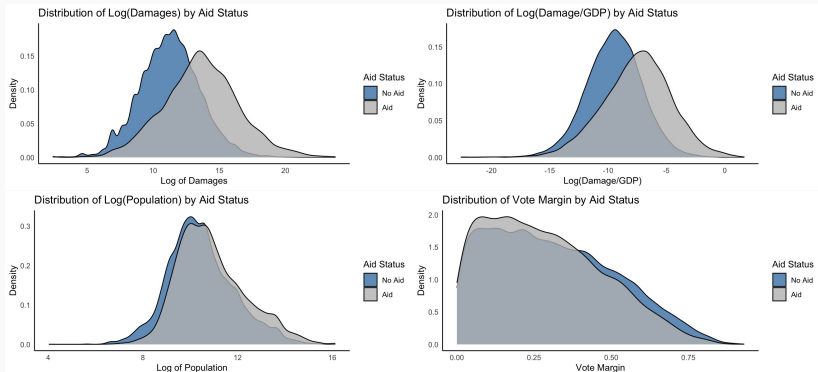 Distribution of Log(Damages) by Aid Status
Density
0.15
0.10
0.05
0.00
5
10
15
20
Log of Damages
Aid Status
No Aid
Aid
Distribution of Log(Damage/GDP) by Aid Status
Density
0.15
0.10
0.05
0.00
-20
-15
-10
-5
0
Log(Damage/GDP)
Aid Status
No Aid
Aid
Distribution of Log(Population) by Aid Status
Density
0.3
0.2
0.1
0.0
4
8
12
16
Log of Population
Aid Status
No Aid
Aid
Distribution of Vote Margin by Aid Status
Density
2.0
1.5
1.0
0.5
0.0
0.00
0.25
0.50
0.75
Vote Margin
Aid Status
No Aid
Aid